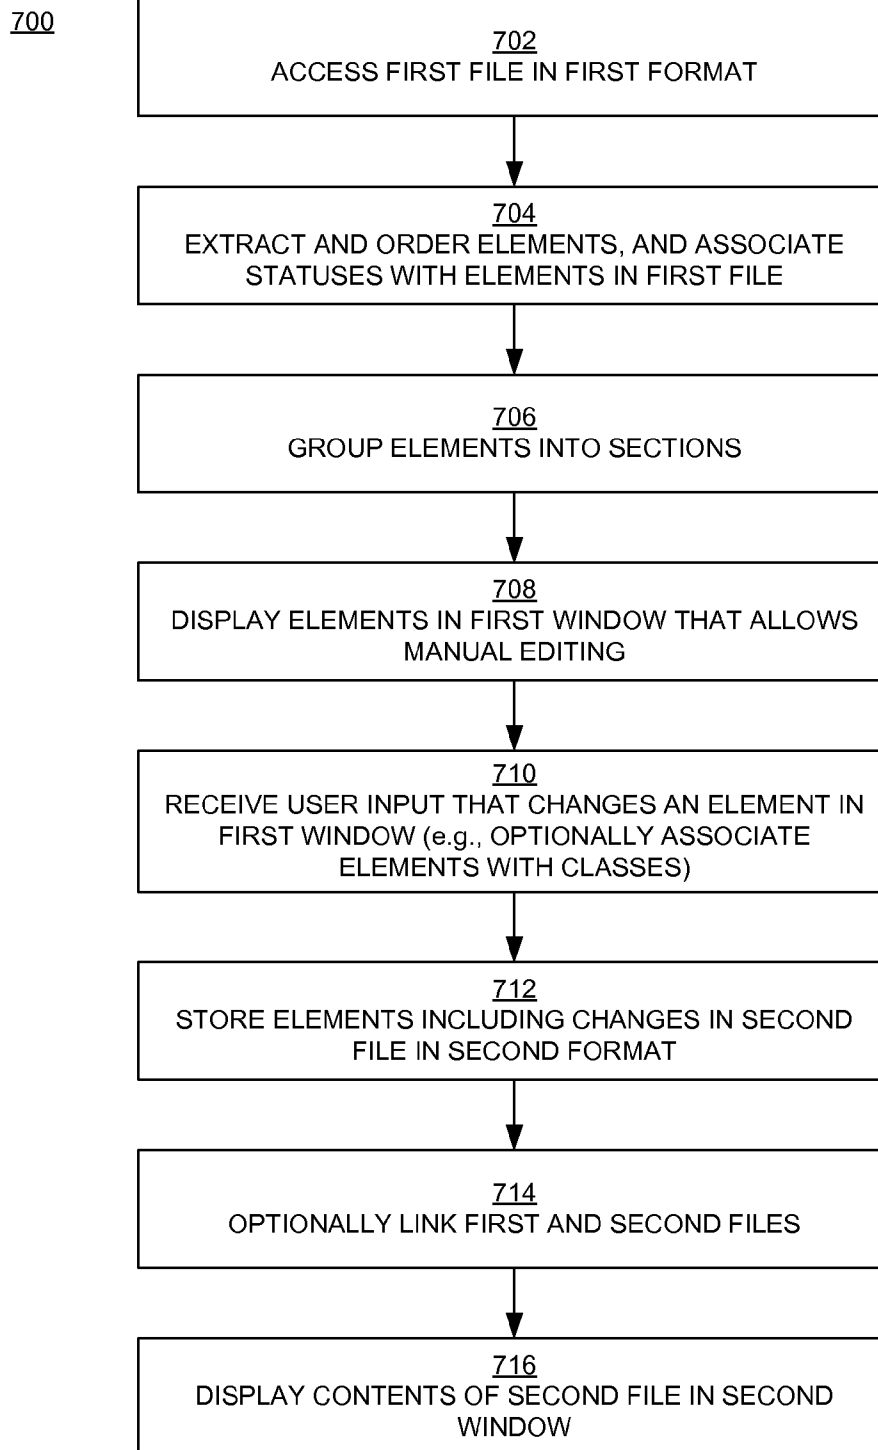 700
702
ACCESS FIRST FILE IN FIRST FORMAT
704
EXTRACT AND ORDER ELEMENTS, AND ASSOCIATE
STATUSES WITH ELEMENTS IN FIRST FILE
706
GROUP ELEMENTS INTO SECTIONS
708
DISPLAY ELEMENTS IN FIRST WINDOW THAT ALLOWS
MANUAL EDITING
710
RECEIVE USER INPUT THAT CHANGES AN ELEMENT IN
FIRST WINDOW (e.g., OPTIONALLY ASSOCIATE
ELEMENTS WITH CLASSES)
712
STORE ELEMENTS INCLUDING CHANGES IN SECOND
FILE IN SECOND FORMAT
714
OPTIONALLY LINK FIRST AND SECOND FILES
716
DISPLAY CONTENTS OF SECOND FILE IN SECOND
WINDOW